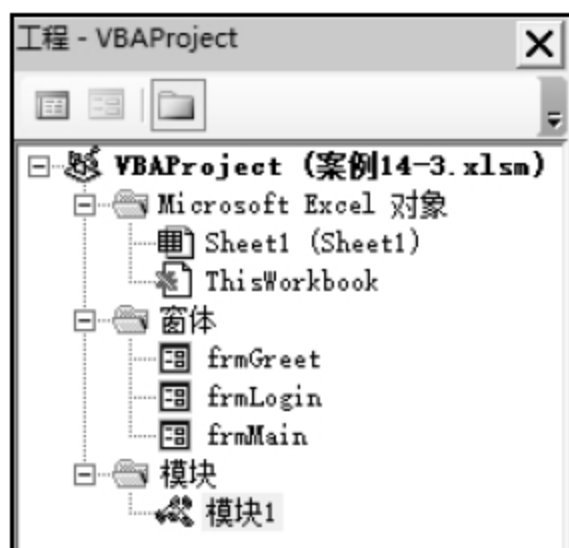 工程 - VBAProject
VBAProject (案例14-3.xlsm)
Microsoft Excel 对象
Sheet1 (Sheet1)
ThisWorkbook
窗体
frmGreet
frmLogin
frmMain
模块
模块1